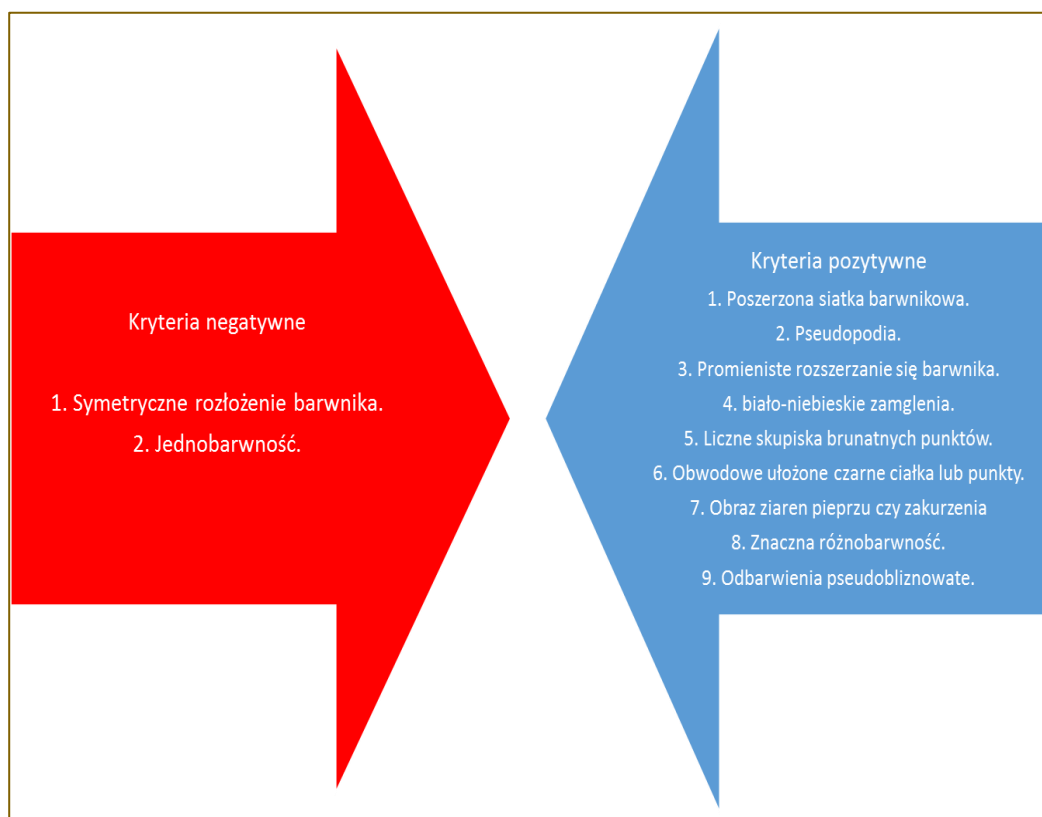 Kryteria negatywne
1. Symetryczne rozłożenie barwnika.
2. Jednobarwność.
Kryteria pozytywne
1. Poszerzona siatka barwnikowa.
2. Pseudopodia.
3. Promieniste rozszerzanie się barwnika.
4. biało-niebieskie zamglenia.
5. Liczne skupiska brunatnych punktów.
6. Obwodowe ułożone czarne ciałka lub punkty.
7. Obraz ziaren pieprzu czy zakurzenia
8. Znaczna różnobarwność.
9. Odbarwienia pseudobliznowate.